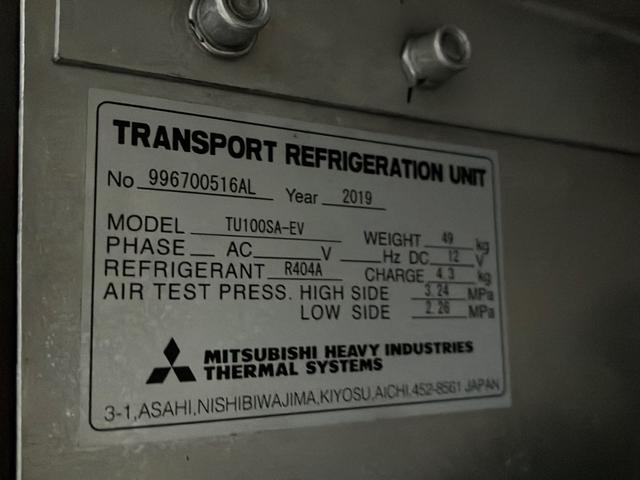 TRANSPORT REFRIGERATION UNIT
No 996700516AL Year 2019
MODEL TU100SA-EV WEIGHT 49 kg
PHASE AC V Hz DC 12 V
REFRIGERANT R404A CHARGE 4.3 kg
AIR TEST PRESS. HIGH SIDE 3.24 MPa
LOW SIDE 2.26 MPa
MITSUBISHI HEAVY INDUSTRIES
THERMAL SYSTEMS
3-1,ASAHI,NISHIBIWAJIMA,KIYOSU,AICHI.452-8561 JAPAN